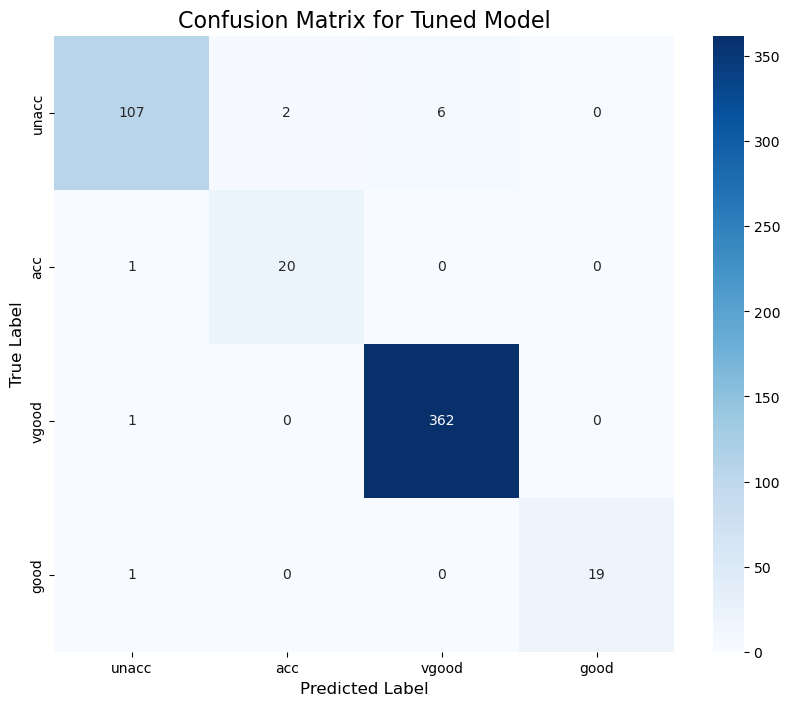 Confusion Matrix for Tuned Model
unacc 107 2 6 0
acc 1 20 0 0
vgood 1 0 362 0
good 1 0 0 19
unacc acc vgood good
True Label
Predicted Label
350
300
250
200
150
100
50
0